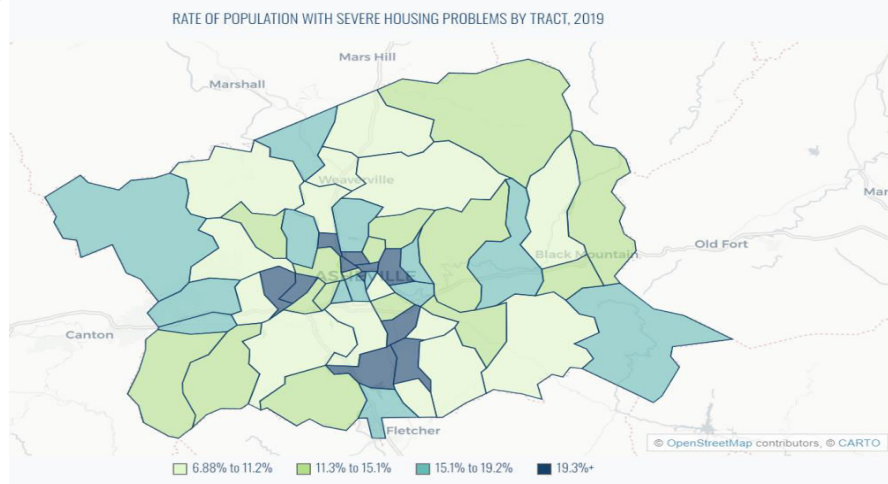 RATE OF POPULATION WITH SEVERE HOUSING PROBLEMS BY TRACT, 2019
Mars Hill
Marshall
Weaverville
Mar
Old Fort
Black Mountain
ASHEVILLE
Canton
Fletcher
© OpenStreetMap contributors, © CARTO
6.88% to 11.2%
11.3% to 15.1%
15.1% to 19.2%
19.3%+